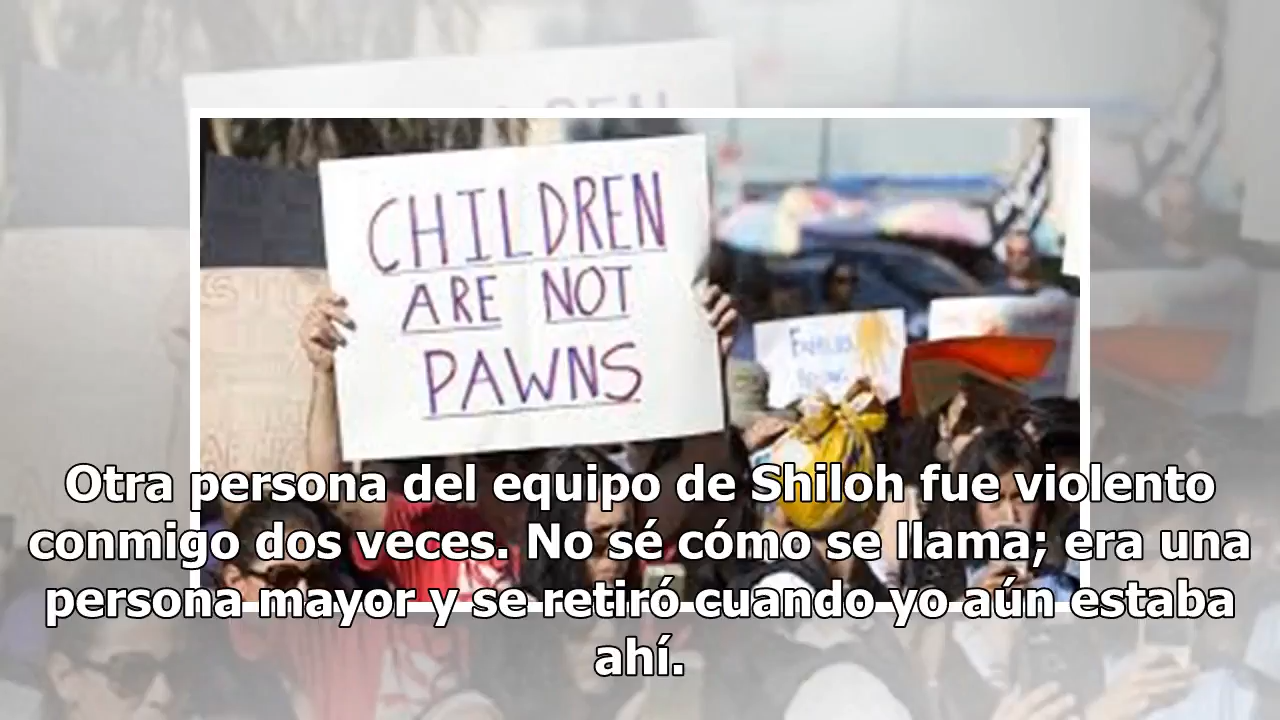 CHILDREN
ARE NOT
PAWNS
Otra persona del equipo de Shiloh fue violento
conmigo dos veces. No sé cómo se llama; era una
persona mayor y se retiró cuando yo aún estaba
ahí.